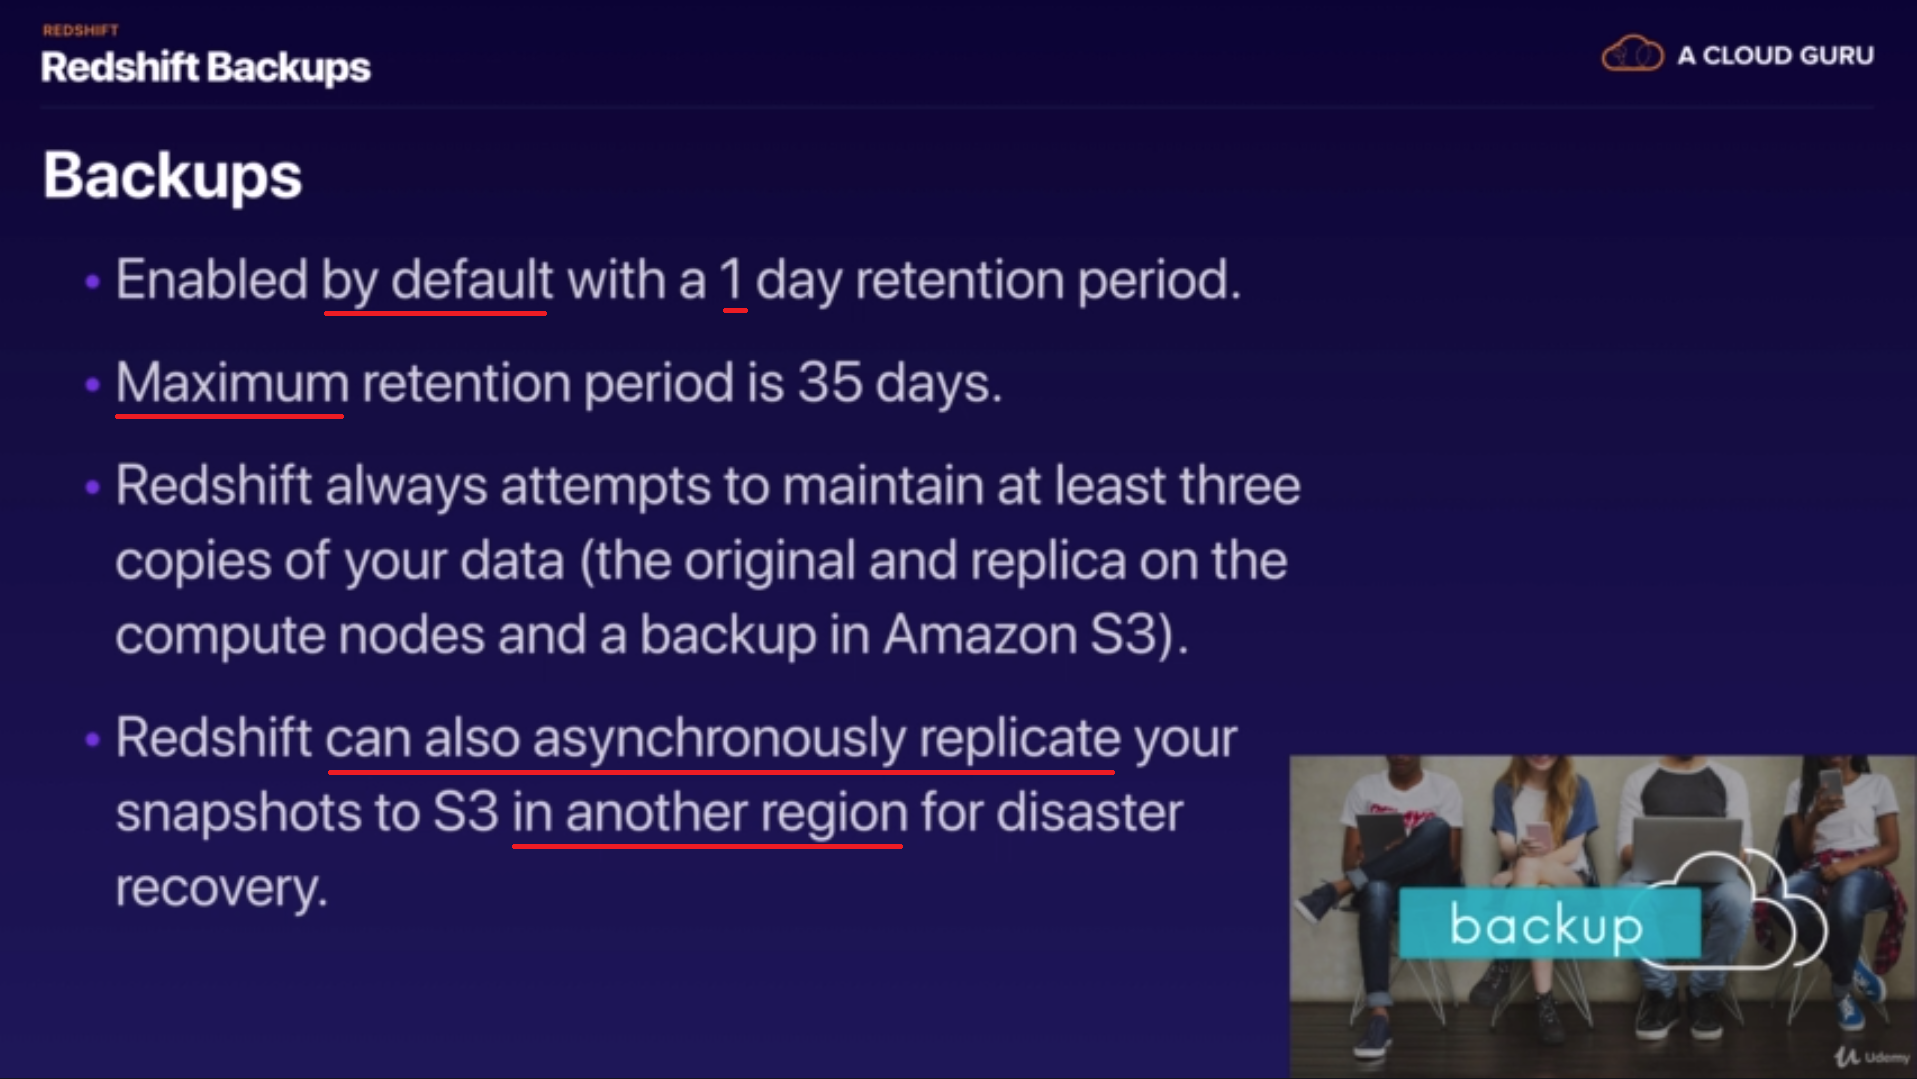 REDSHIFT
Redshift Backups
A CLOUD GURU
Backups
• Enabled by default with a 1 day retention period.
• Maximum retention period is 35 days.
• Redshift always attempts to maintain at least three
copies of your data (the original and replica on the
compute nodes and a backup in Amazon S3).
• Redshift can also asynchronously replicate your
snapshots to S3 in another region for disaster
recovery.
backup
Udemy